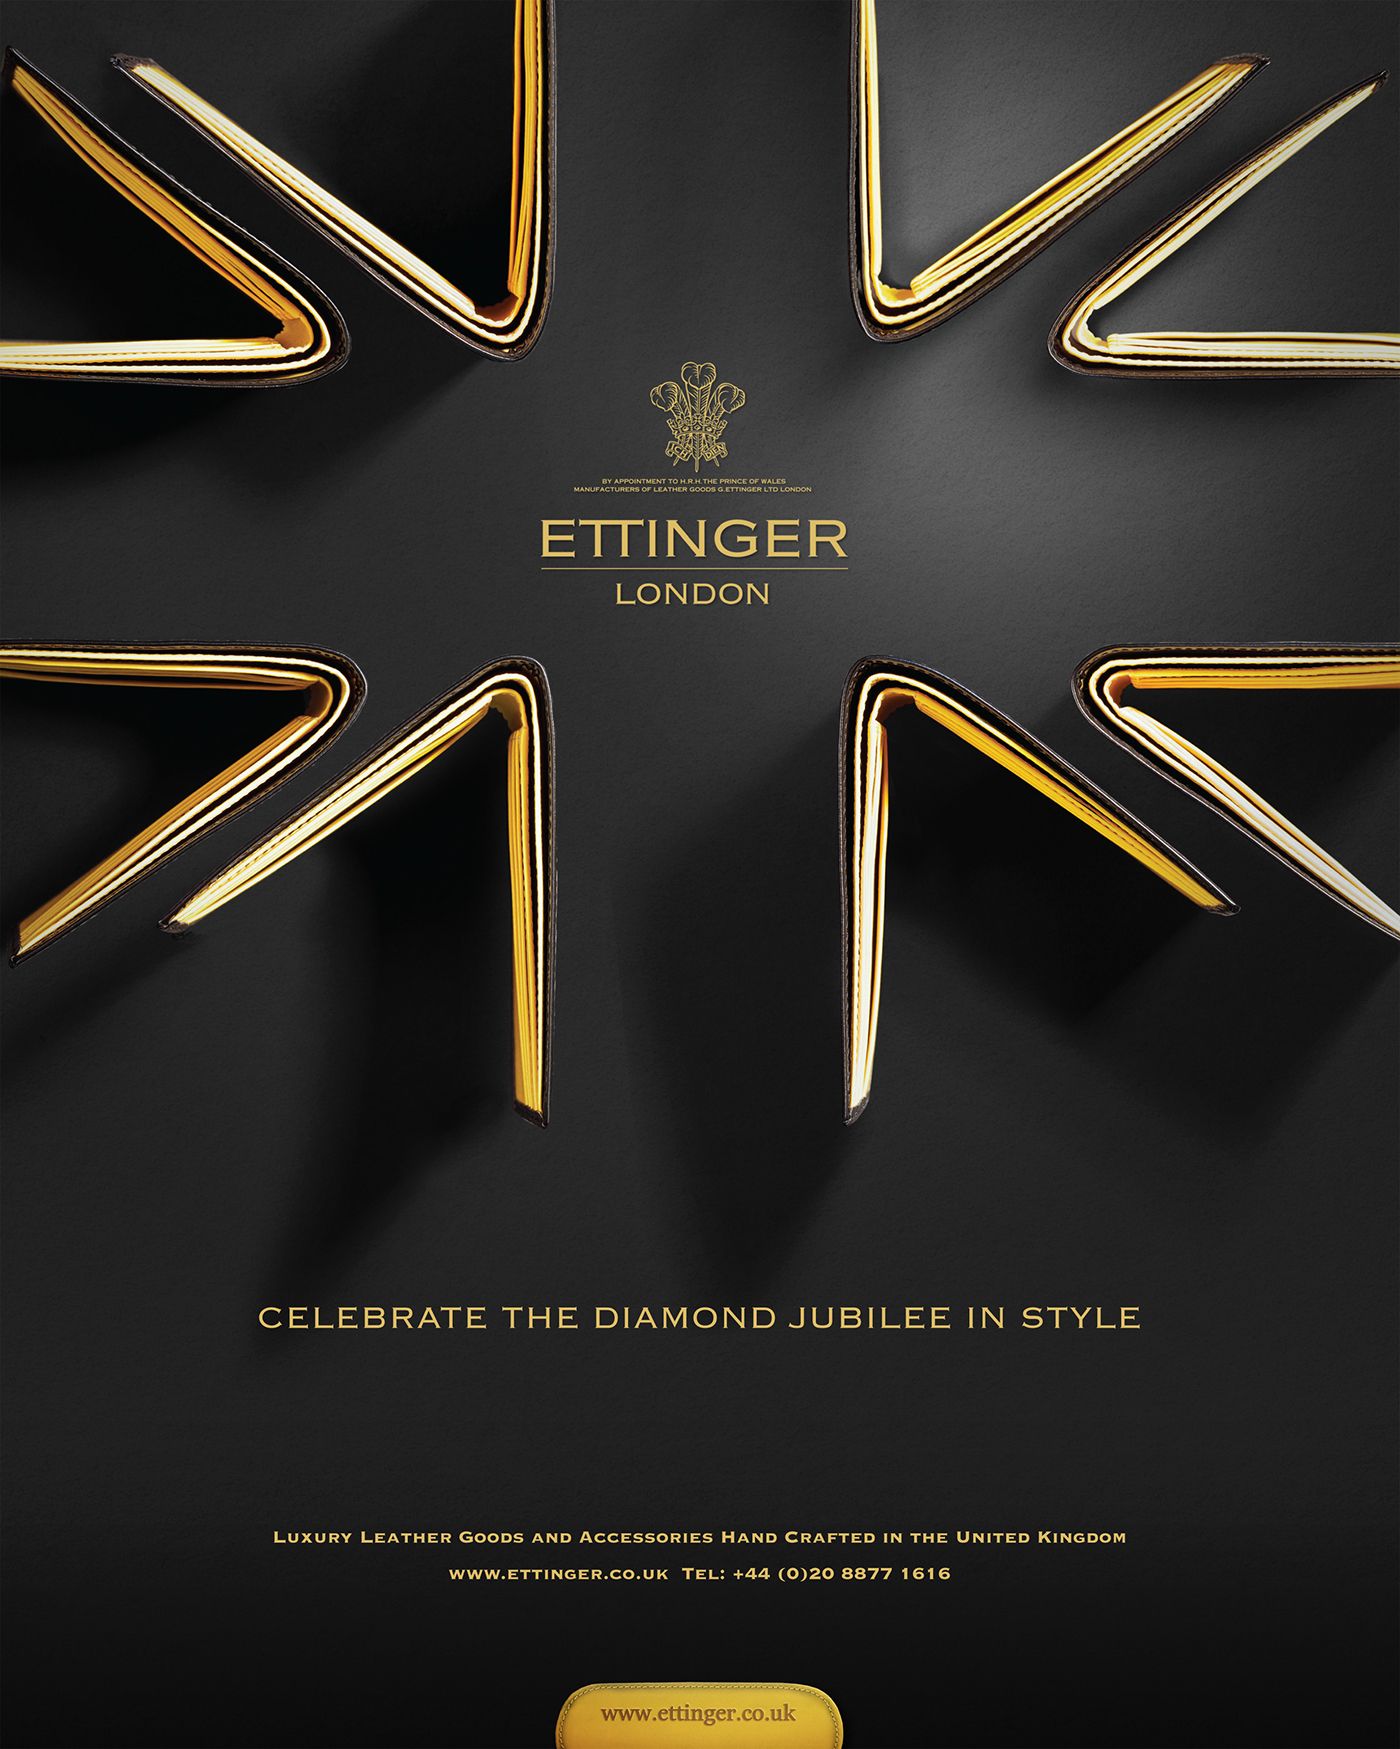 ICH DIEN
BY APPOINTMENT TO H.R.H. THE PRINCE OF WALES
MANUFACTURERS OF LEATHER GOODS G.ETTINGER LTD LONDON
ETTINGER
LONDON
CELEBRATE THE DIAMOND JUBILEE IN STYLE
LUXURY LEATHER GOODS AND ACCESSORIES HAND CRAFTED IN THE UNITED KINGDOM
WWW.ETTINGER.CO.UK TEL: +44 (0)20 8877 1616
www.ettinger.co.uk